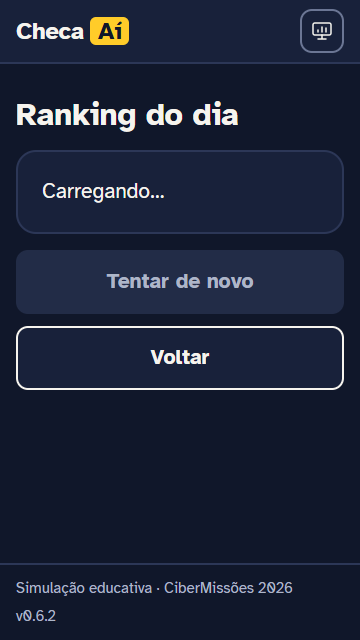 Checa Aí
Ranking do dia
Carregando...
Tentar de novo
Voltar
Simulação educativa · CiberMissões 2026
v0.6.2